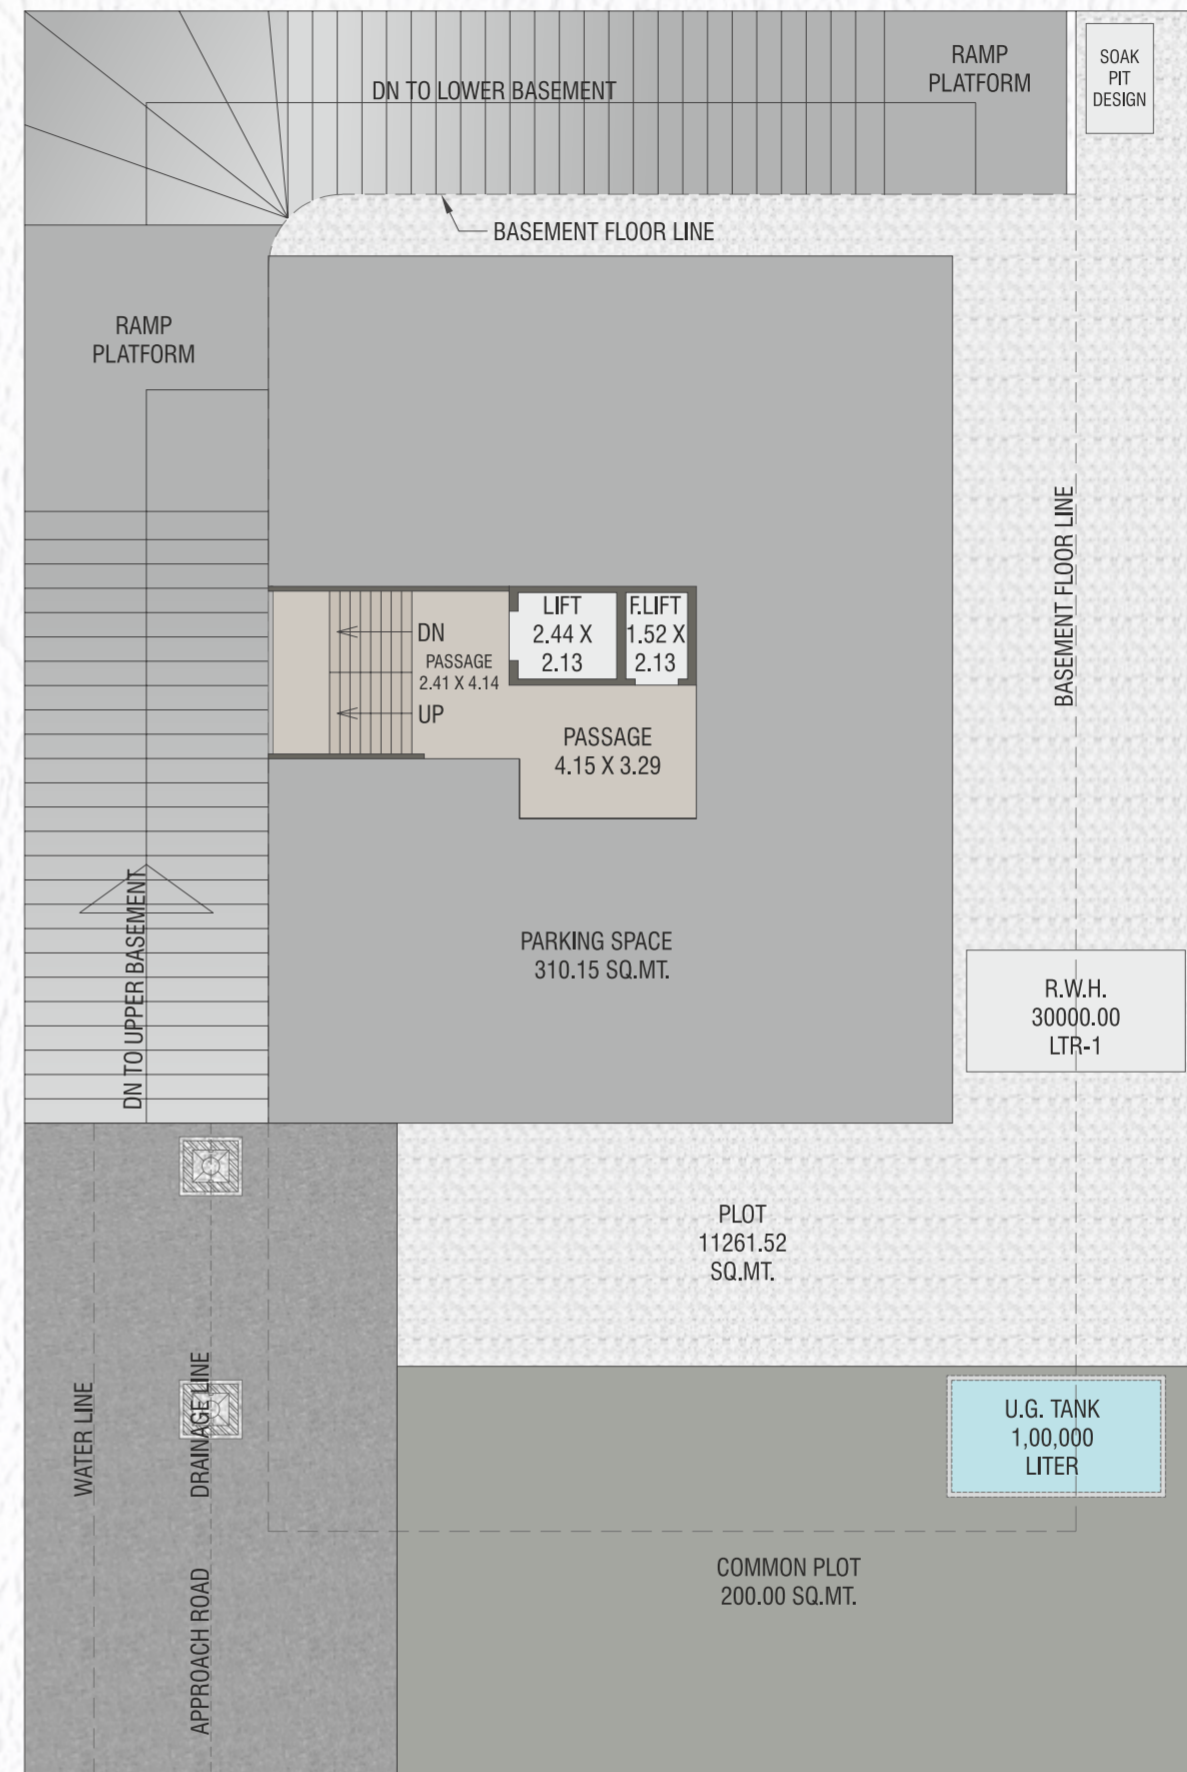 DN TO LOWER BASEMENT
RAMP
PLATFORM
SOAK
PIT
DESIGN
BASEMENT FLOOR LINE
RAMP
PLATFORM
BASEMENT FLOOR LINE
LIFT
2.44 X
2.13
F.LIFT
1.52 X
2.13
DN
PASSAGE
2.41 X 4.14
UP
PASSAGE
4.15 X 3.29
DN TO UPPER BASEMENT
PARKING SPACE
310.15 SQ.MT.
R.W.H.
30000.00
LTR-1
PLOT
11261.52
SQ.MT.
WATER LINE
DRAINAGE LINE
U.G. TANK
1,00,000
LITER
APPROACH ROAD
COMMON PLOT
200.00 SQ.MT.